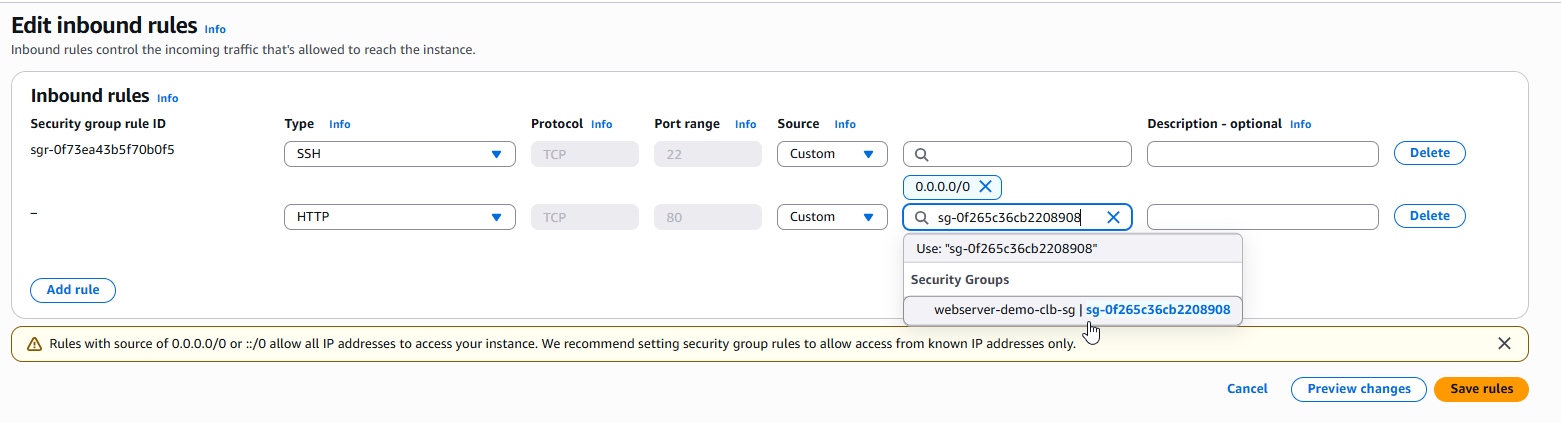 Edit inbound rules Info
Inbound rules control the incoming traffic that's allowed to reach the instance.
Inbound rules Info
Security group rule ID Type Info Protocol Info Port range Info Source Info Description - optional Info
sgr-0f73ea43b5f70b0f5 SSH TCP 22 Custom Delete
0.0.0.0/0
– HTTP TCP 80 Custom sg-0f265c36cb2208908 Delete
Use: "sg-0f265c36cb2208908"
Security Groups
Add rule
webserver-demo-clb-sg | sg-0f265c36cb2208908
Rules with source of 0.0.0.0/0 or ::/0 allow all IP addresses to access your instance. We recommend setting security group rules to allow access from known IP addresses only.
Cancel Preview changes Save rules